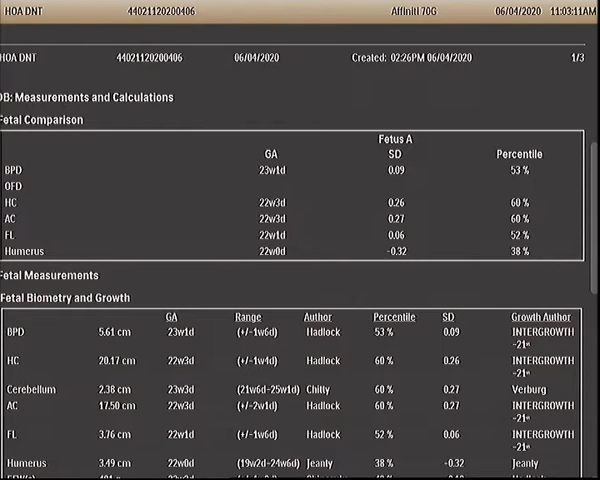 HOA DNT 44021120200406 Affiniti 70G 06/04/2020 11:03:11AM
HOA DNT 44021120200406 06/04/2020 Created: 02:26PM 06/04/2020 1/3
OB: Measurements and Calculations
Fetal Comparison
Fetus A
GA SD Percentile
BPD 23w1d 0.09 53 %
OFD
HC 22w3d 0.26 60 %
AC 22w3d 0.27 60 %
FL 22w1d 0.06 52 %
Humerus 22w0d -0.32 38 %
Fetal Measurements
Fetal Biometry and Growth
GA Range Author Percentile SD Growth Author
BPD 5.61 cm 23w1d (+/-1w6d) Hadlock 53 % 0.09 INTERGROWTH
-21st
HC 20.17 cm 22w3d (+/-1w4d) Hadlock 60 % 0.26 INTERGROWTH
-21st
Cerebellum 2.38 cm 23w3d (21w6d-25w1d) Chitty 60 % 0.27 Verburg
AC 17.50 cm 22w3d (+/-2w1d) Hadlock 60 % 0.27 INTERGROWTH
-21st
FL 3.76 cm 22w1d (+/-1w6d) Hadlock 52 % 0.06 INTERGROWTH
-21st
Humerus 3.49 cm 22w0d (19w2d-24w6d) Jeanly 38 % -0.32 Jeanly